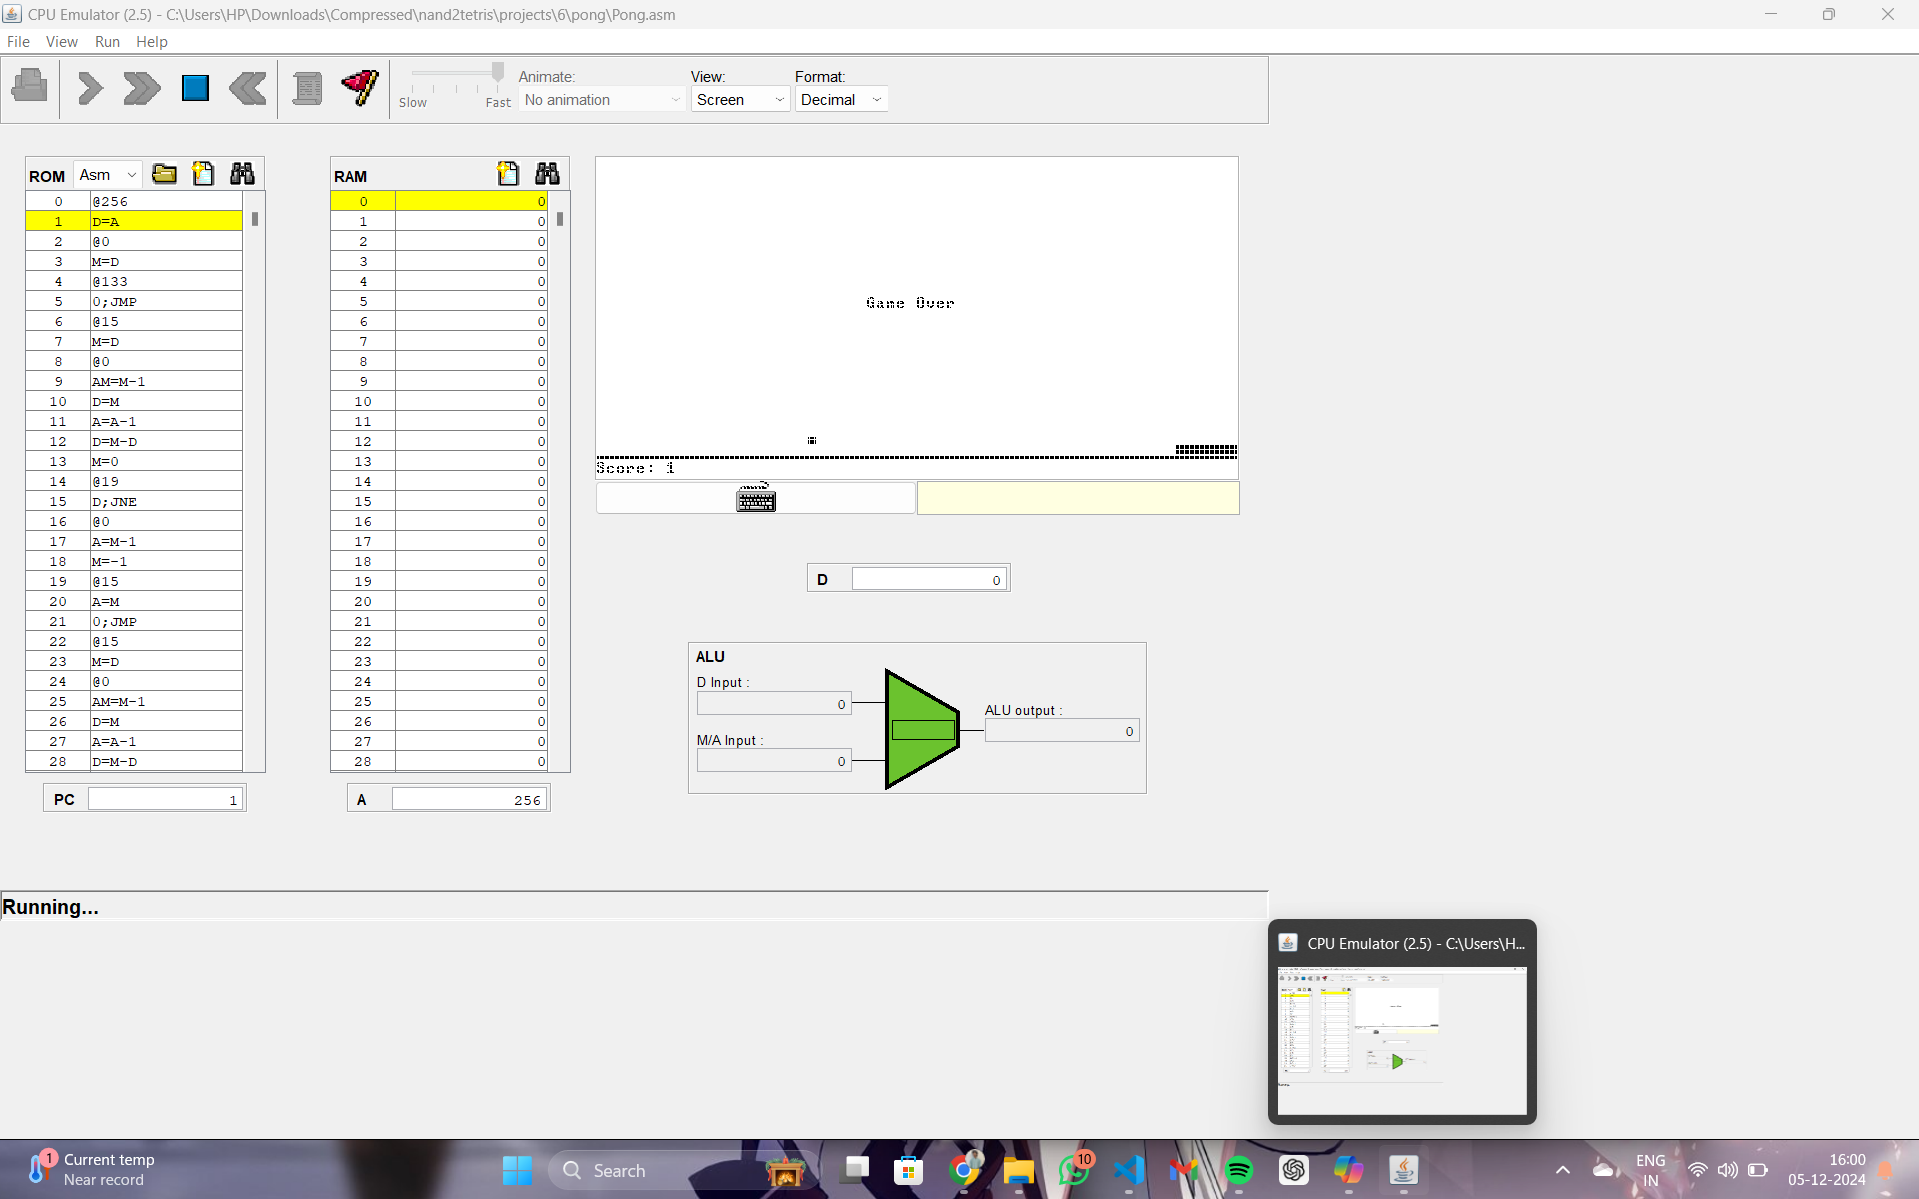 CPU Emulator (2.5) - C:\Users\HP\Downloads\Compressed\nand2tetris\projects\6\pong\Pong.asm
File View Run Help
Slow Fast
Animate:
No animation
View:
Screen
Format:
Decimal
ROM Asm
0 @256
1 D=A
2 @0
3 M=D
4 @133
5 0;JMP
6 @15
7 M=D
8 @0
9 AM=M-1
10 D=M
11 A=A-1
12 D=M-D
13 M=0
14 @19
15 D;JNE
16 @0
17 A=M-1
18 M=-1
19 @15
20 A=M
21 0;JMP
22 @15
23 M=D
24 @0
25 AM=M-1
26 D=M
27 A=A-1
28 D=M-D
PC 1
RAM
0 0
1 0
2 0
3 0
4 0
5 0
6 0
7 0
8 0
9 0
10 0
11 0
12 0
13 0
14 0
15 0
16 0
17 0
18 0
19 0
20 0
21 0
22 0
23 0
24 0
25 0
26 0
27 0
28 0
A 256
Game Over
Score: 1
D 0
ALU
D Input :
0
M/A Input :
0
ALU output :
0
Running...
CPU Emulator (2.5) - C:\Users\H...
1
Current temp
Near record
Search
10
ENG
IN
16:00
05-12-2024